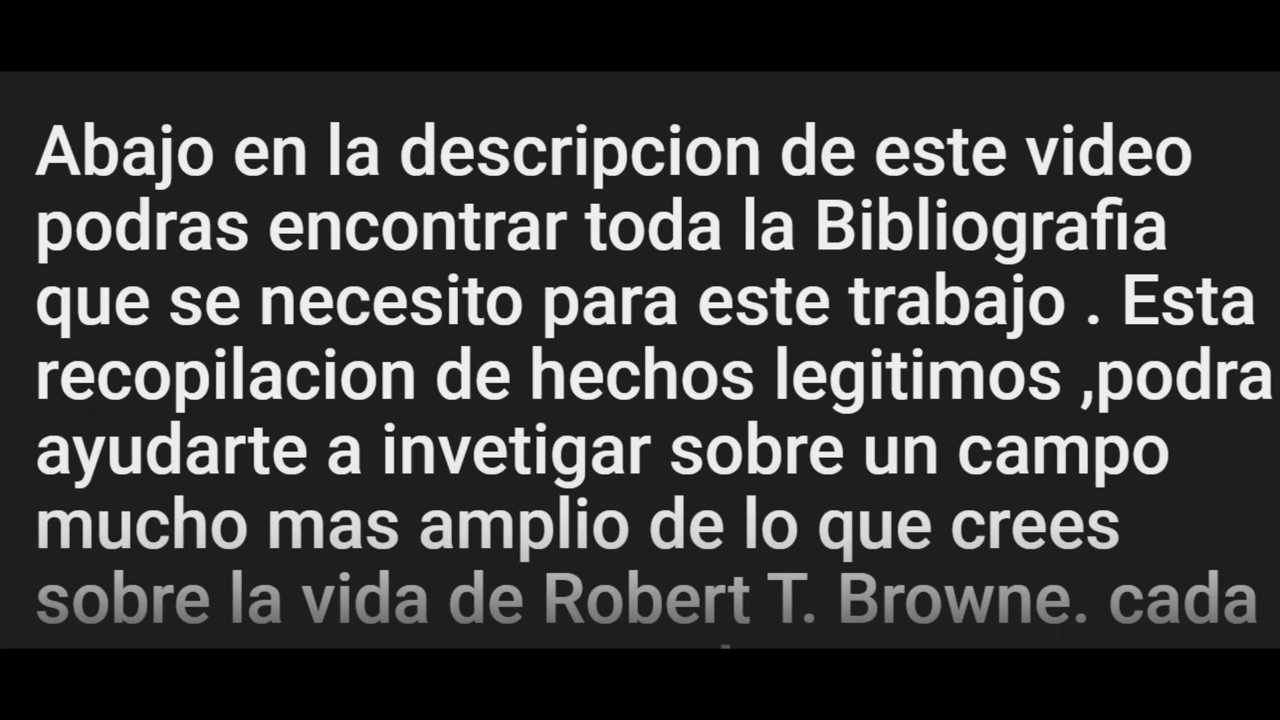 Abajo en la descripcion de este video
podras encontrar toda la Bibliografia
que se necesito para este trabajo . Esta
recopilacion de hechos legitimos ,podra
ayudarte a invetigar sobre un campo
mucho mas amplio de lo que crees
sobre la vida de Robert T. Browne. cada